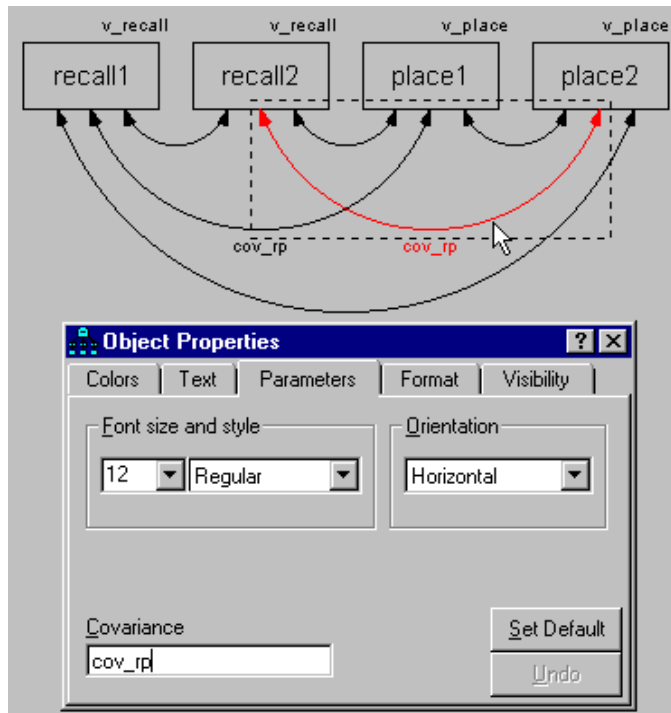 v_recall v_recall v_place v_place
recall1 recall2 place1 place2
cov_rp cov_rp
Object Properties
Colors Text Parameters Format Visibility
Font size and style Orientation
12 Regular Horizontal
Covariance Set Default
cov_rp
Undo